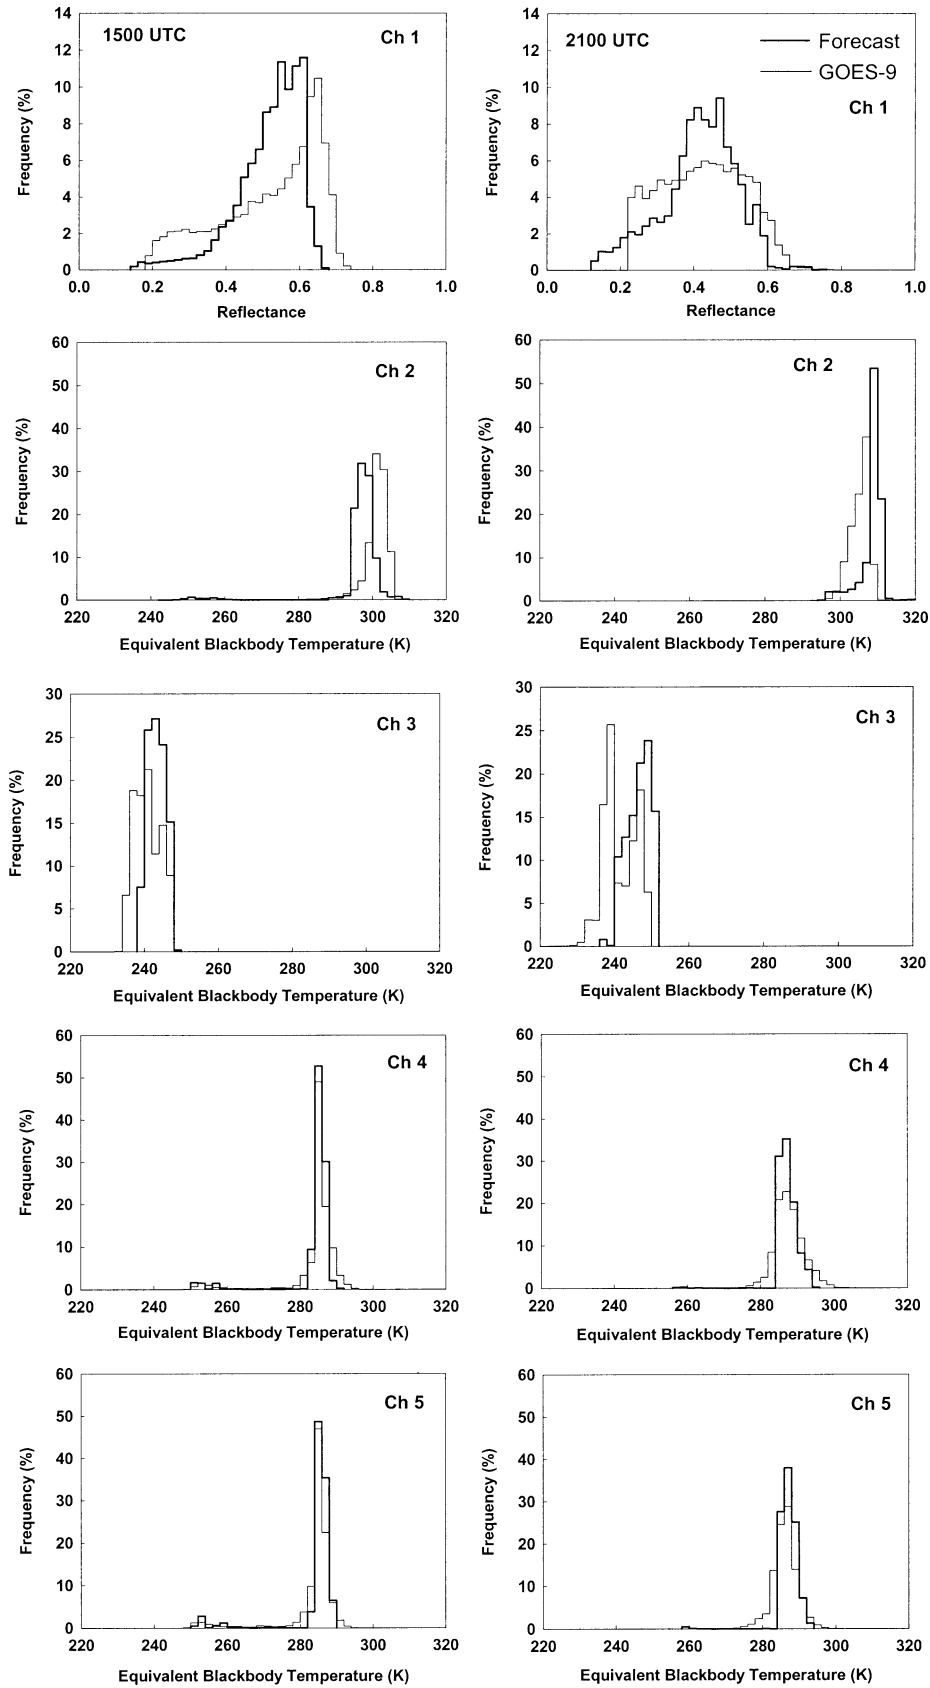 1500 UTC
Ch 1
14
12
10
8
6
4
2
0
Frequency (%)
0.0 0.2 0.4 0.6 0.8 1.0
Reflectance
2100 UTC
Forecast
GOES-9
Ch 1
14
12
10
8
6
4
2
0
Frequency (%)
0.0 0.2 0.4 0.6 0.8 1.0
Reflectance
Ch 2
60
50
40
30
20
10
0
Frequency (%)
220 240 260 280 300 320
Equivalent Blackbody Temperature (K)
Ch 2
60
50
40
30
20
10
0
Frequency (%)
220 240 260 280 300 320
Equivalent Blackbody Temperature (K)
Ch 3
30
25
20
15
10
5
0
Frequency (%)
220 240 260 280 300 320
Equivalent Blackbody Temperature (K)
Ch 3
30
25
20
15
10
5
0
Frequency (%)
220 240 260 280 300 320
Equivalent Blackbody Temperature (K)
Ch 4
60
50
40
30
20
10
0
Frequency (%)
220 240 260 280 300 320
Equivalent Blackbody Temperature (K)
Ch 4
60
50
40
30
20
10
0
Frequency (%)
220 240 260 280 300 320
Equivalent Blackbody Temperature (K)
Ch 5
60
50
40
30
20
10
0
Frequency (%)
220 240 260 280 300 320
Equivalent Blackbody Temperature (K)
Ch 5
60
50
40
30
20
10
0
Frequency (%)
220 240 260 280 300 320
Equivalent Blackbody Temperature (K)